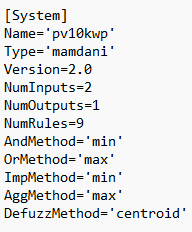 [System]
Name='pv10kwp'
Type='mamdani'
Version=2.0
NumInputs=2
NumOutputs=1
NumRules=9
AndMethod='min'
OrMethod='max'
ImpMethod='min'
AggMethod='max'
DefuzzMethod='centroid'